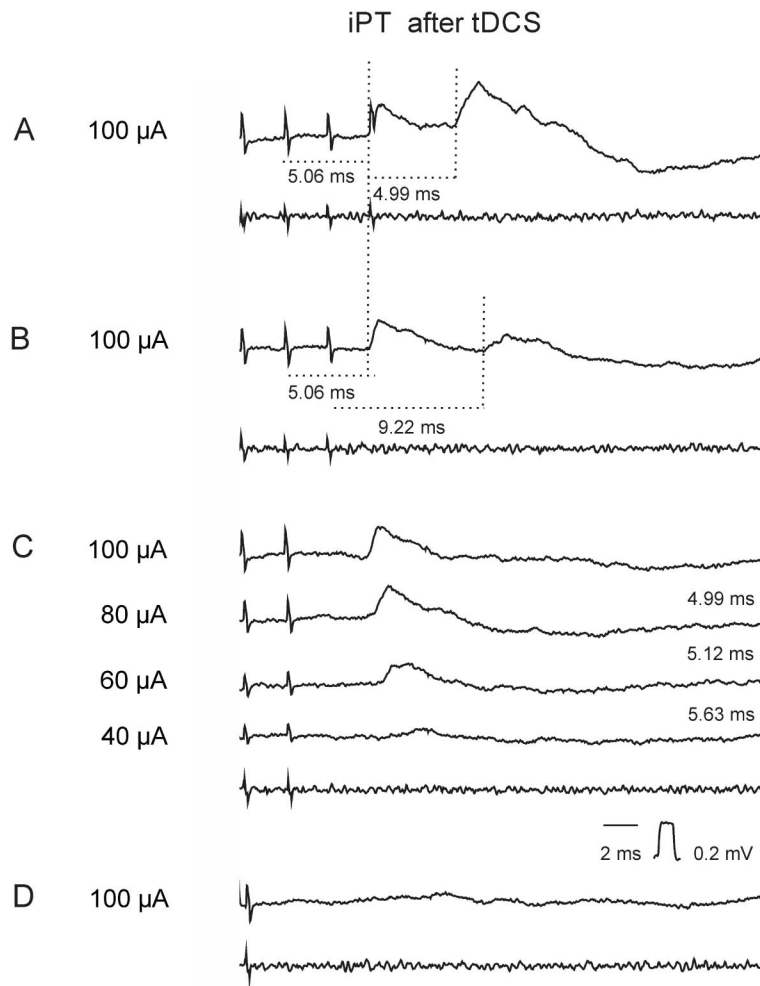 iPT after tDCS
A 100 µA
5.06 ms
4.99 ms
B 100 µA
5.06 ms
9.22 ms
C 100 µA
4.99 ms
80 µA
5.12 ms
60 µA
5.63 ms
40 µA
2 ms 0.2 mV
D 100 µA